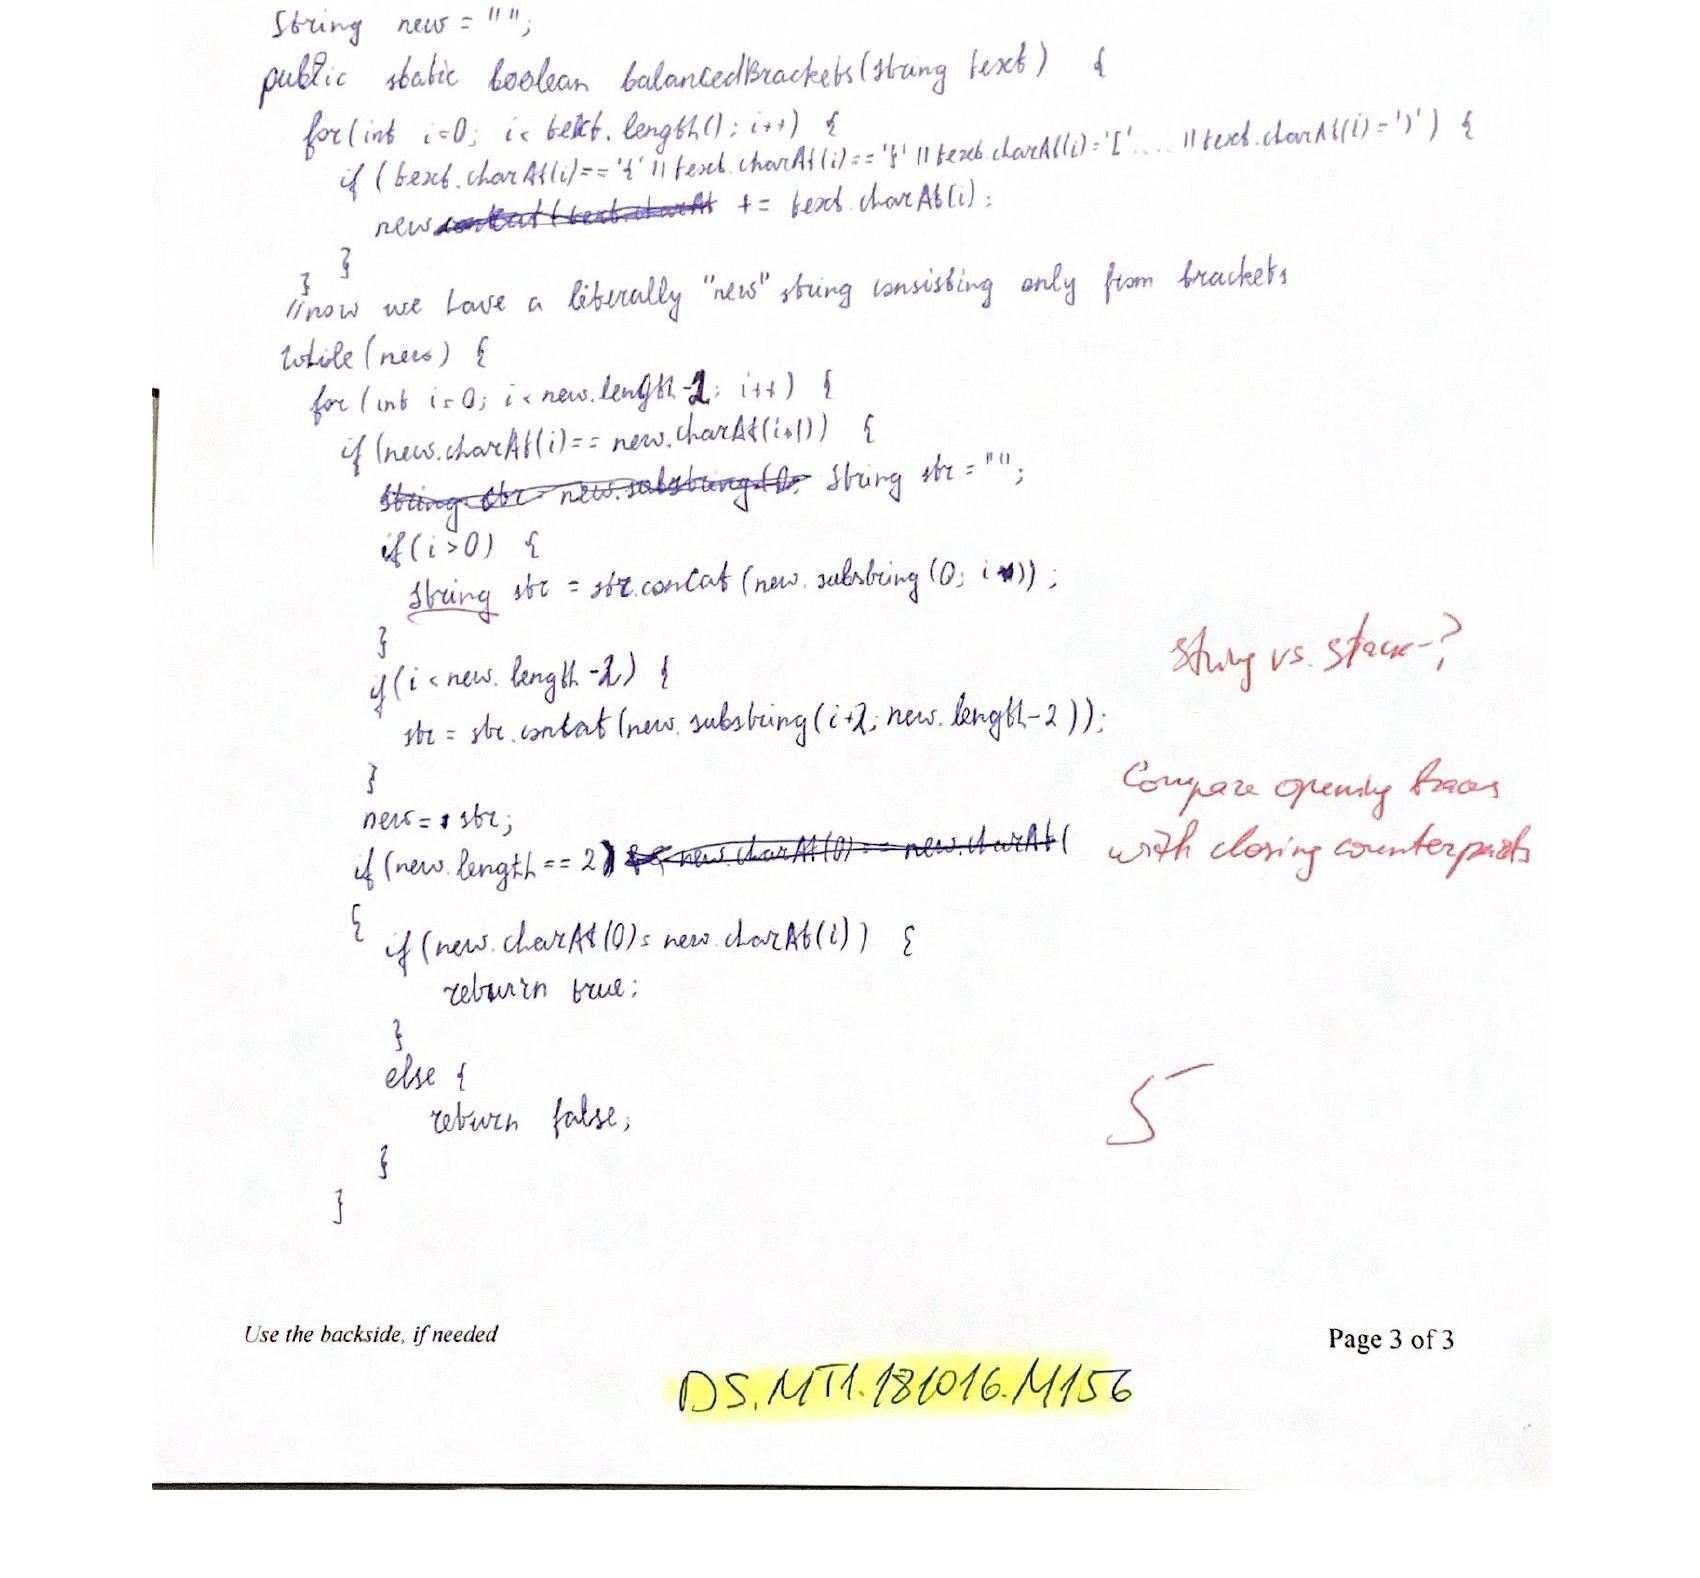 String new = "";
public static boolean balancedBrackets(String text) {
for(int i=0; i< text.length(); i++) {
if (text.charAt(i)=='{' || text.charAt(i)=='}' || text.charAt(i)='[' .... || text.charAt(i)=')') {
new += text.charAt(i);
}
}
//now we have a literally "new" string consisting only from brackets
while(new) {
for(int i=0; i<new.length-2; i++) {
if(new.charAt(i)==new.charAt(i+1)) {
String str = "";
if(i>0) {
String str = str.concat(new.substring(0; i));
}
String vs. stack-?
if(i<new.length-2) {
str = str.concat(new.substring(i+2; new.length-2));
}
Compare opening braces
new= str;
with closing counterparts
if(new.length==2)
{
if(new.charAt(0)= new.charAt(i)) {
return true;
}
else {
return false;
}
}
5
Use the backside, if needed
Page 3 of 3
DS.MT1.181016.M156